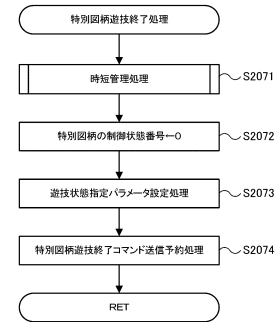 特別図柄遊技終了処理
時短管理処理
S2071
特別図柄の制御状態番号←0
S2072
遊技状態指定パラメータ設定処理
S2073
特別図柄遊技終了コマンド送信予約処理
S2074
RET